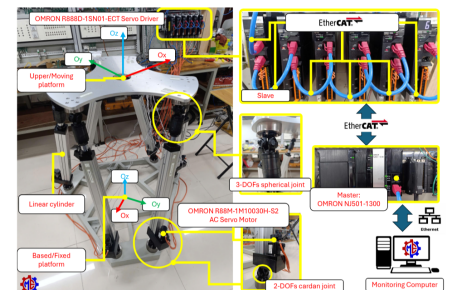 OMRON R88D-1SN01-ECT Servo Driver
EtherCAT.
Oz
Ox
Oy
Upper/Moving
platform
Slave
EtherCAT.
3-DOFs spherical joint
Master:
OMRON NJ501-1300
Oz
Linear cylinder
Oy
Ox
OMRON R88M-1M10030H-S2
AC Servo Motor
Ethernet
Based/Fixed
platform
2-DOFs cardan joint
Monitoring Computer